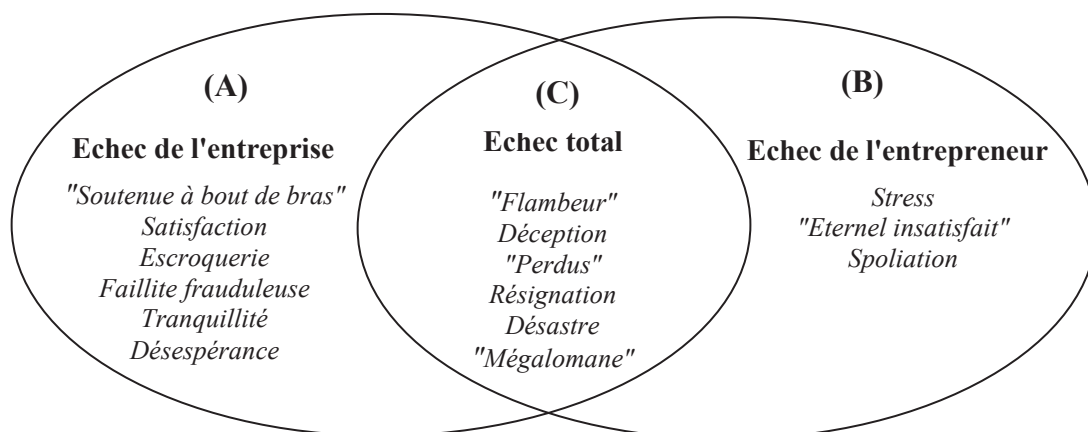 (A)
Echec de l'entreprise
"Soutenue à bout de bras"
Satisfaction
Escroquerie
Faillite frauduleuse
Tranquillité
Désespérance
(C)
Echec total
"Flambeur"
Déception
"Perdus"
Résignation
Désastre
"Mégalomane"
(B)
Echec de l'entrepreneur
Stress
"Eternel insatisfait"
Spoliation